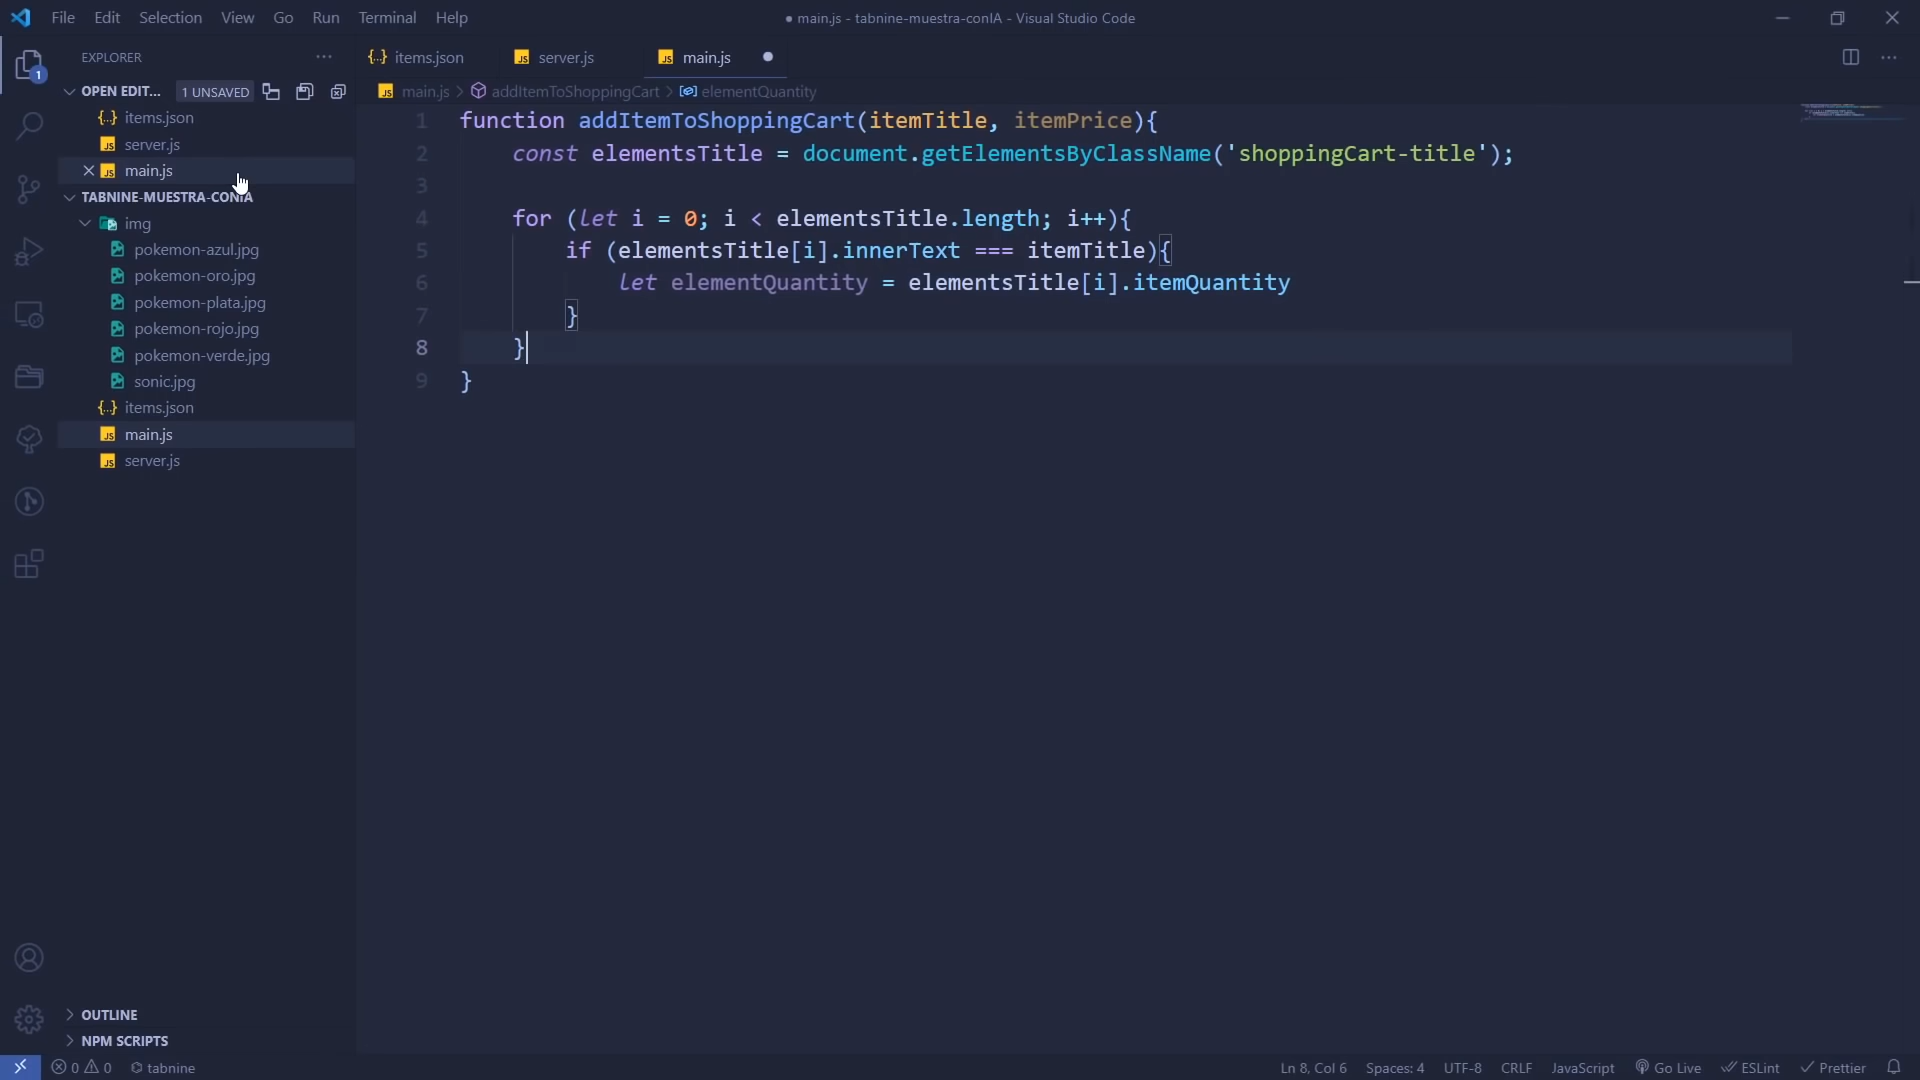 File Edit Selection View Go Run Terminal Help
● main.js - tabnine-muestra-conIA - Visual Studio Code
EXPLORER
OPEN EDIT... 1 UNSAVED
items.json
server.js
main.js
TABNINE-MUESTRA-CONIA
img
pokemon-azul.jpg
pokemon-oro.jpg
pokemon-plata.jpg
pokemon-rojo.jpg
pokemon-verde.jpg
sonic.jpg
items.json
main.js
server.js
OUTLINE
NPM SCRIPTS
1
items.json server.js main.js
main.js > addItemToShoppingCart > elementQuantity
1 function addItemToShoppingCart(itemTitle, itemPrice){
2 const elementsTitle = document.getElementsByClassName('shoppingCart-title');
3
4 for (let i = 0; i < elementsTitle.length; i++){
5 if (elementsTitle[i].innerText === itemTitle){
6 let elementQuantity = elementsTitle[i].itemQuantity
7 }
8 }
9 }
0 0 tabnine
Ln 8, Col 6 Spaces: 4 UTF-8 CRLF JavaScript Go Live ESLint Prettier